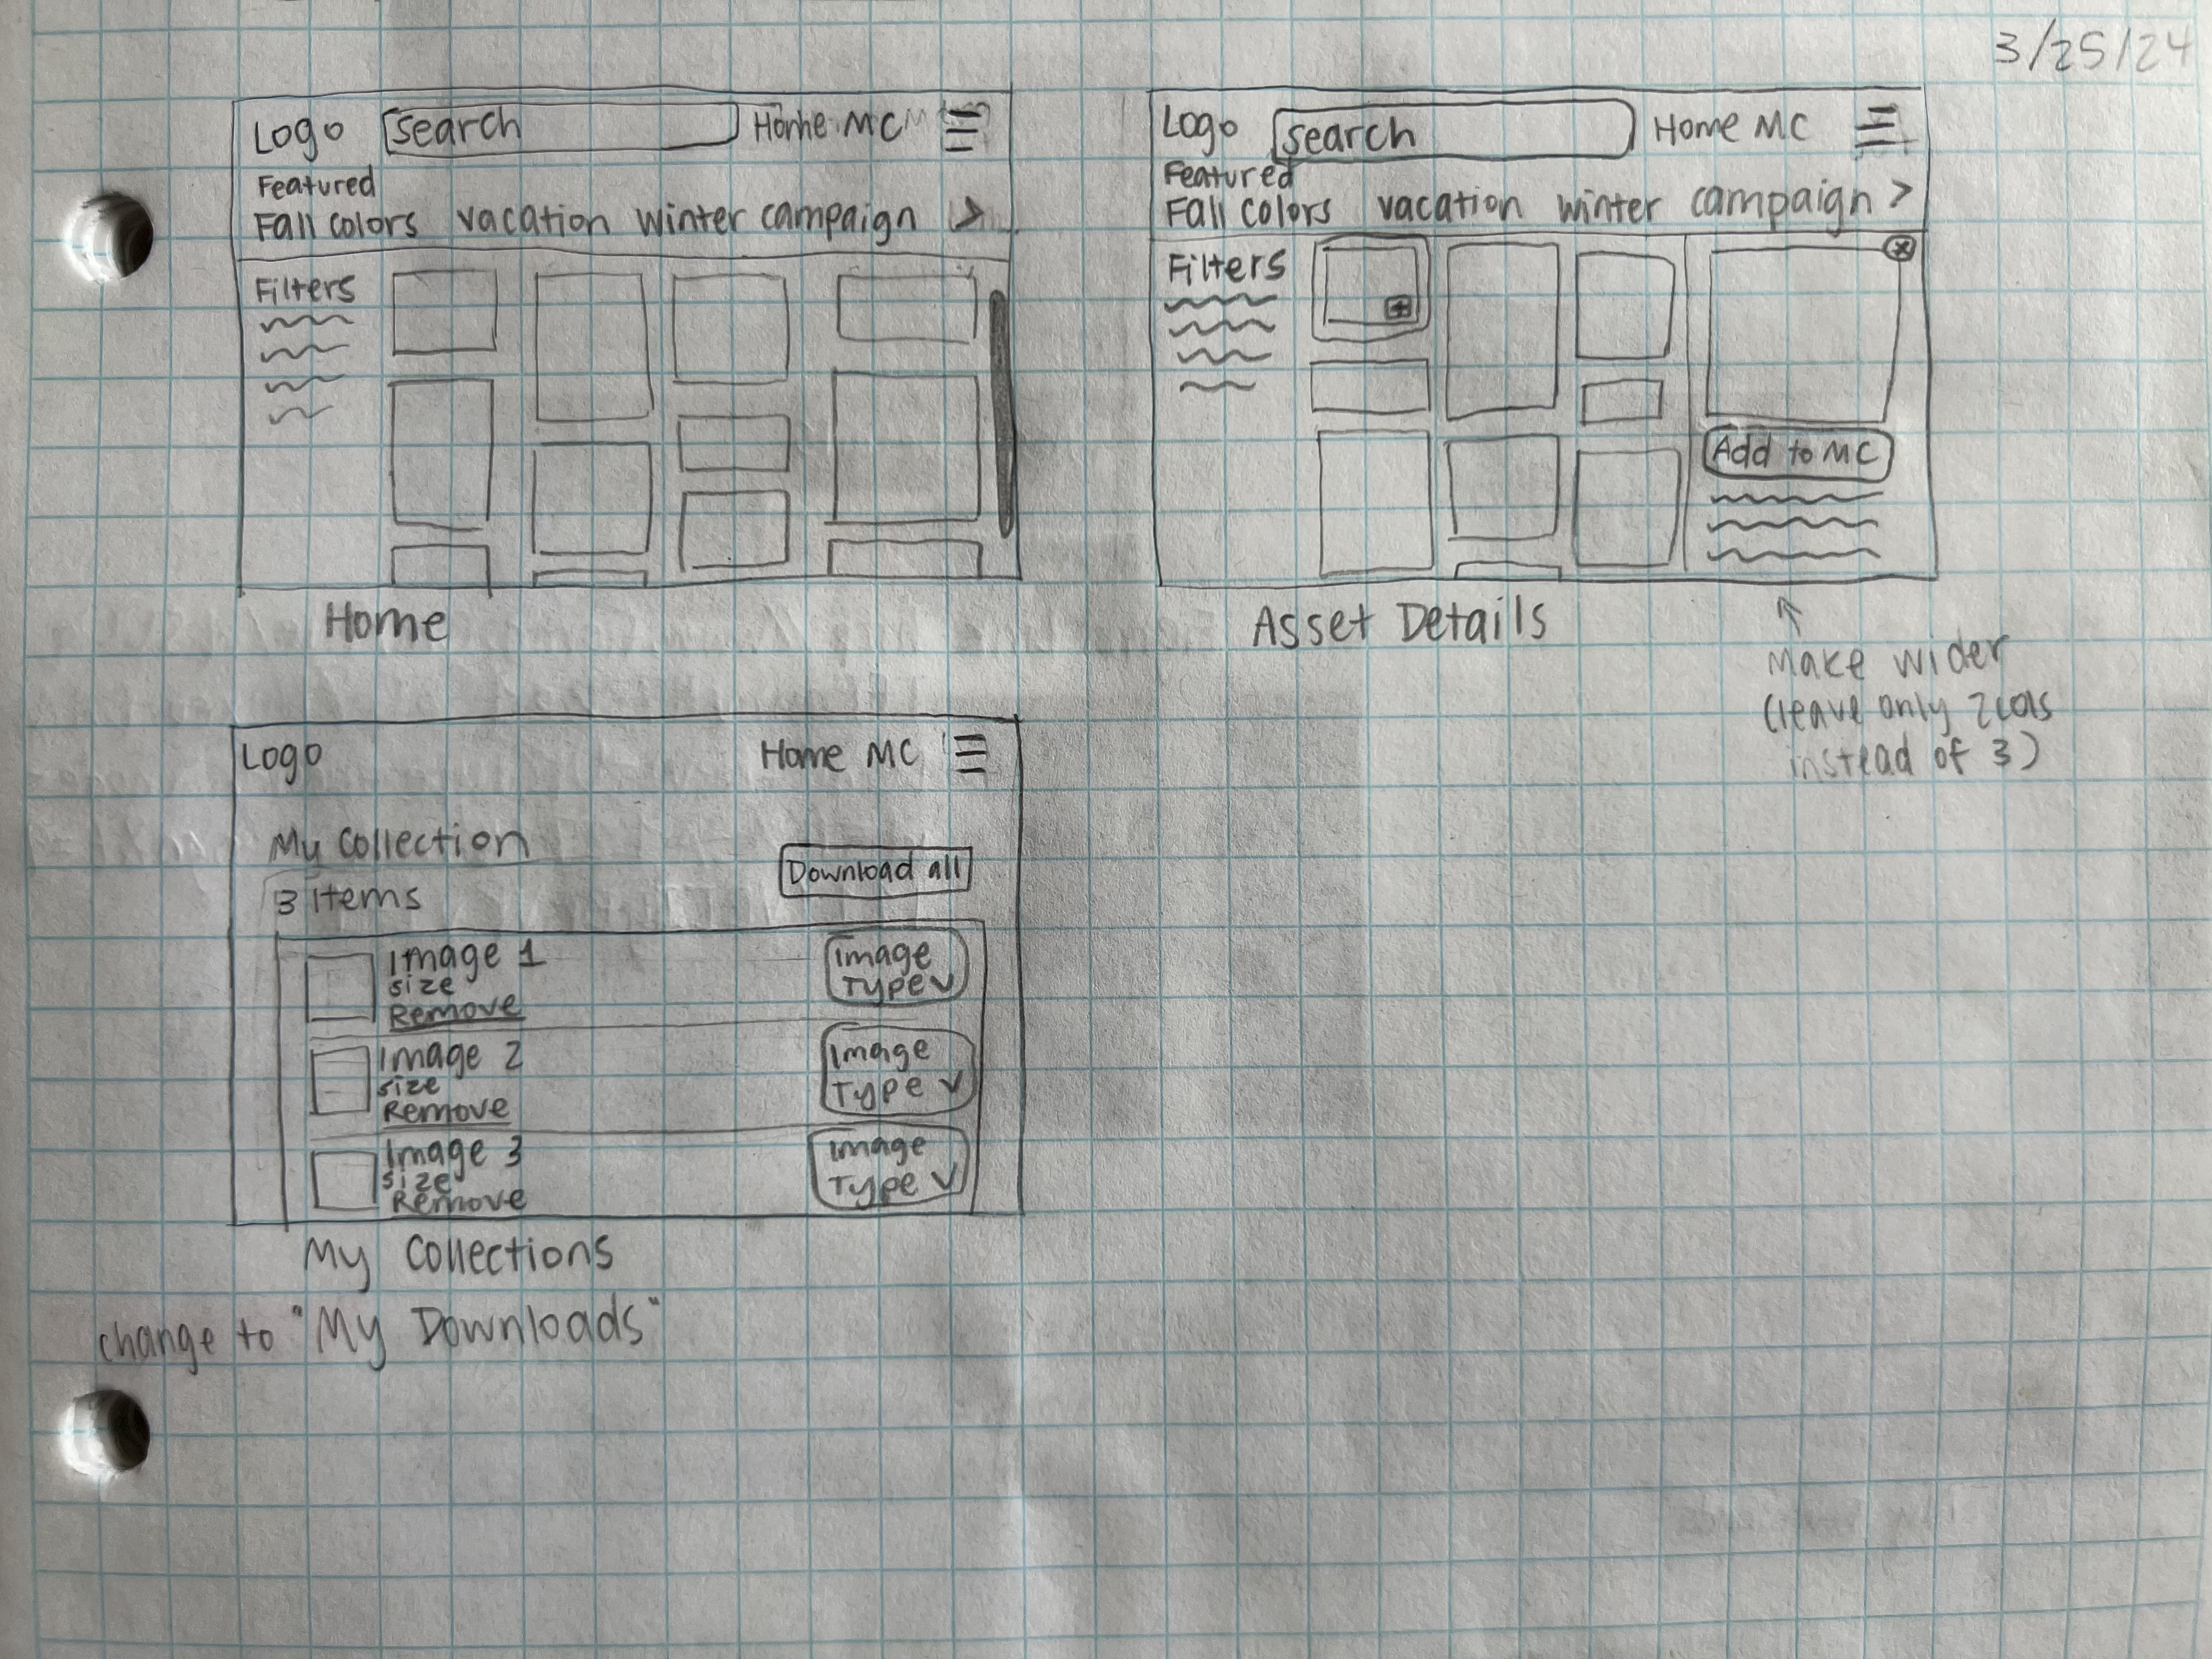 3/25/24
Logo search Home MC
Featured
Fall colors vacation winter campaign >
Filters
Home
Logo search Home MC
Featured
Fall colors vacation winter campaign >
Filters
Add to MC
Asset Details
Make wider
(leave only 2 cols
instead of 3)
Logo Home MC
My collection
Download all
3 items
Image 1
size
Remove
Image
Type
Image 2
size
Remove
Image
Type
Image 3
size
Remove
Image
Type
My Collections
change to "My Downloads"